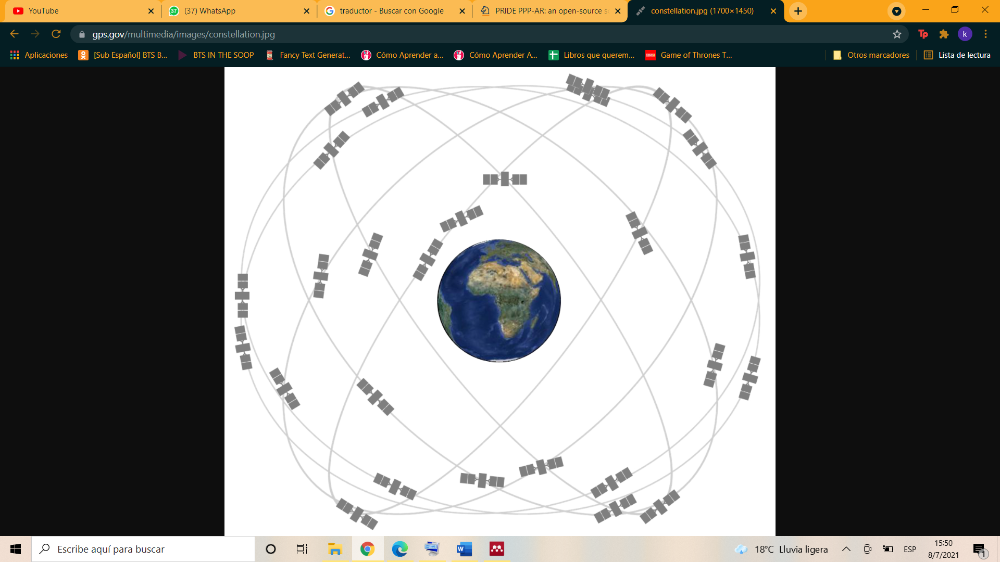 YouTube
(37) WhatsApp
traductor - Buscar con Google
PRIDE PPP-AR: an open-source s
constellation.jpg (1700×1450)
gps.gov/multimedia/images/constellation.jpg
Tp
k
Aplicaciones
[Sub Español] BTS B...
BTS IN THE SOOP
Fancy Text Generat...
Cómo Aprender a...
Cómo Aprender A...
Libros que querem...
Game of Thrones T...
Otros marcadores
Lista de lectura
Escribe aquí para buscar
18°C Lluvia ligera
ESP
15:50
8/7/2021
1